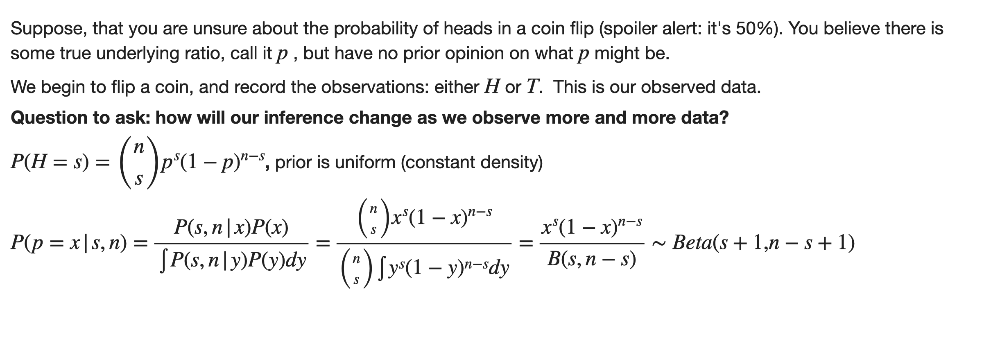 Suppose, that you are unsure about the probability of heads in a coin flip (spoiler alert: it's 50%). You believe there is
some true underlying ratio, call it p , but have no prior opinion on what p might be.
We begin to flip a coin, and record the observations: either H or T. This is our observed data.
Question to ask: how will our inference change as we observe more and more data?
P(H = s) = \binom{n}{s} p^s(1 − p)^{n−s}, prior is uniform (constant density)
P(p = x | s, n) = \frac{P(s, n | x)P(x)}{∫ P(s, n | y)P(y)dy} = \frac{\binom{n}{s} x^s(1 − x)^{n−s}}{\binom{n}{s} ∫ y^s(1 − y)^{n−s}dy} = \frac{x^s(1 − x)^{n−s}}{B(s, n − s)} ∼ Beta(s + 1,n − s + 1)